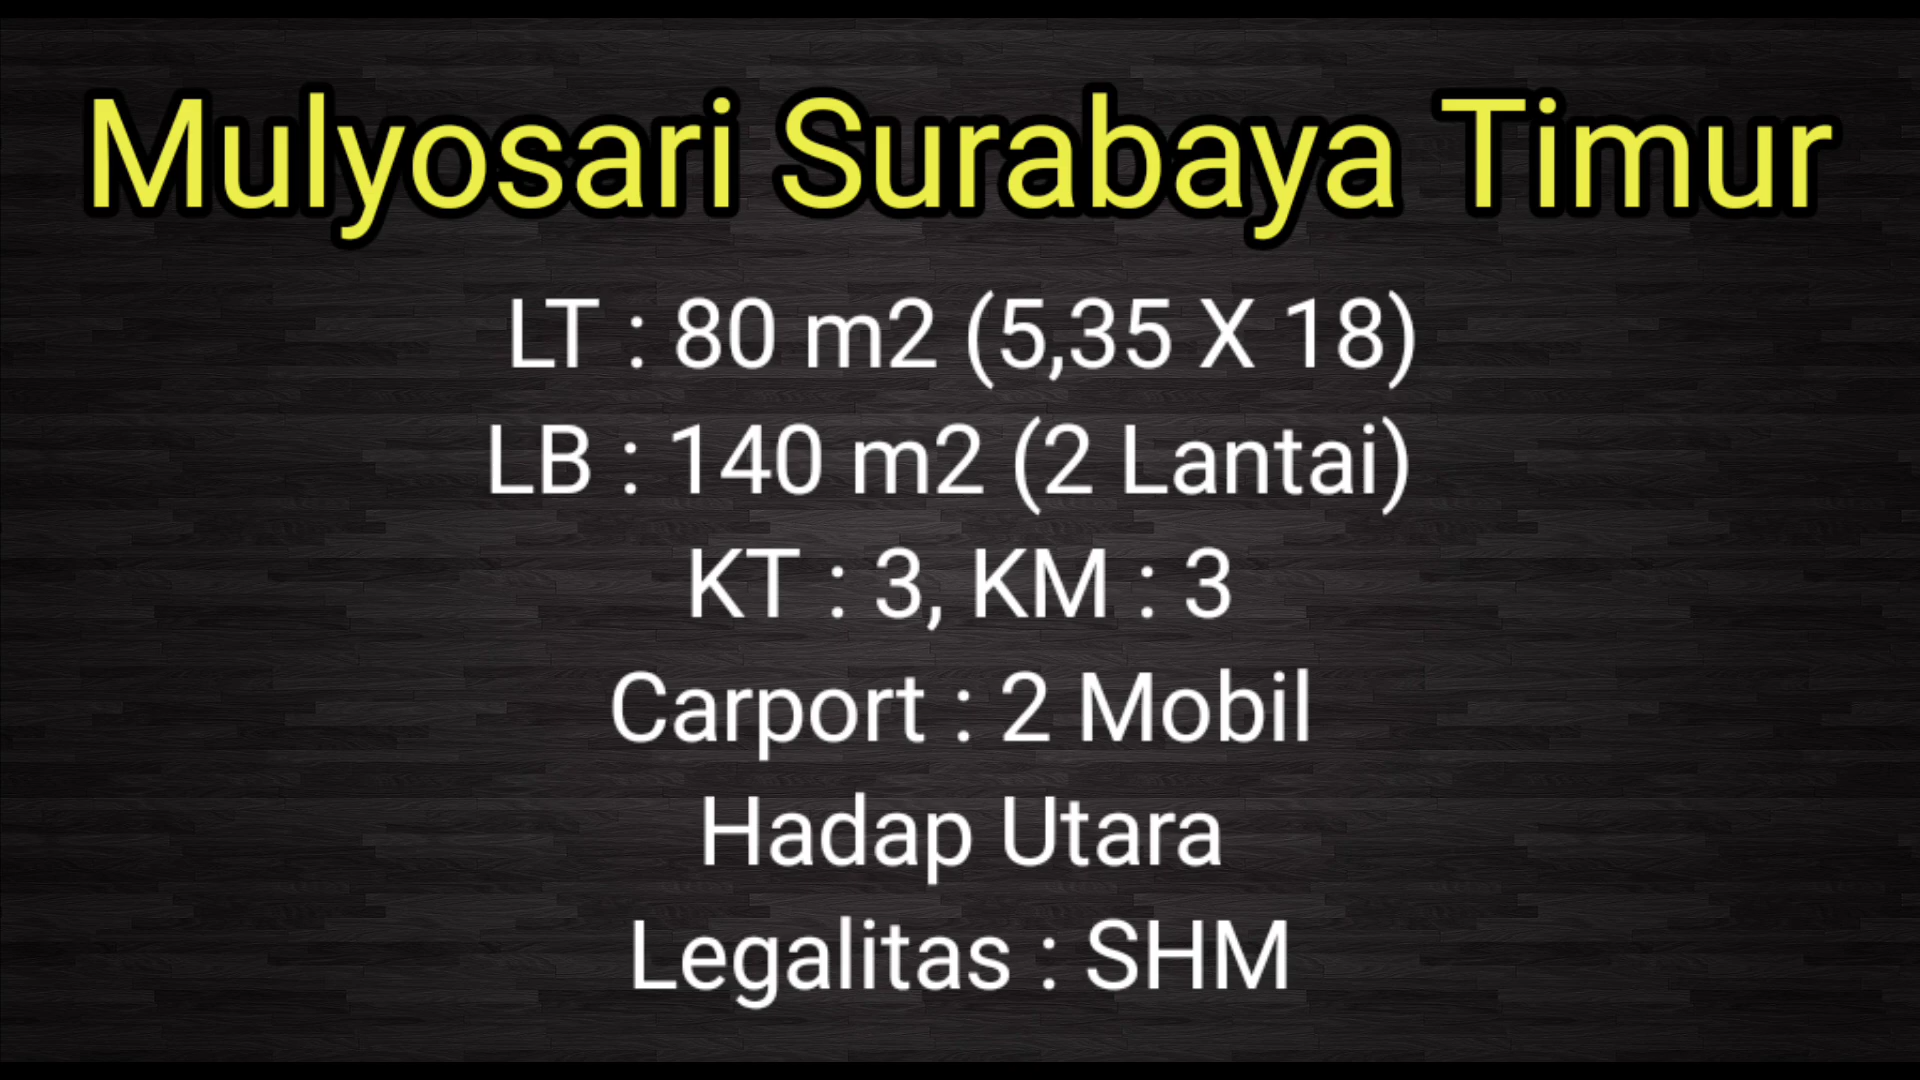 Mulyosari Surabaya Timur
LT : 80 m2 (5,35 X 18)
LB : 140 m2 (2 Lantai)
KT : 3, KM : 3
Carport : 2 Mobil
Hadap Utara
Legalitas : SHM